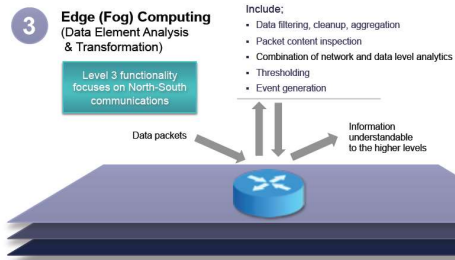 3
Edge (Fog) Computing
(Data Element Analysis
& Transformation)
Level 3 functionality
focuses on North-South
communications
Include;
▪ Data filtering, cleanup, aggregation
▪ Packet content inspection
▪ Combination of network and data level analytics
▪ Thresholding
▪ Event generation
Data packets
Information
understandable
to the higher levels